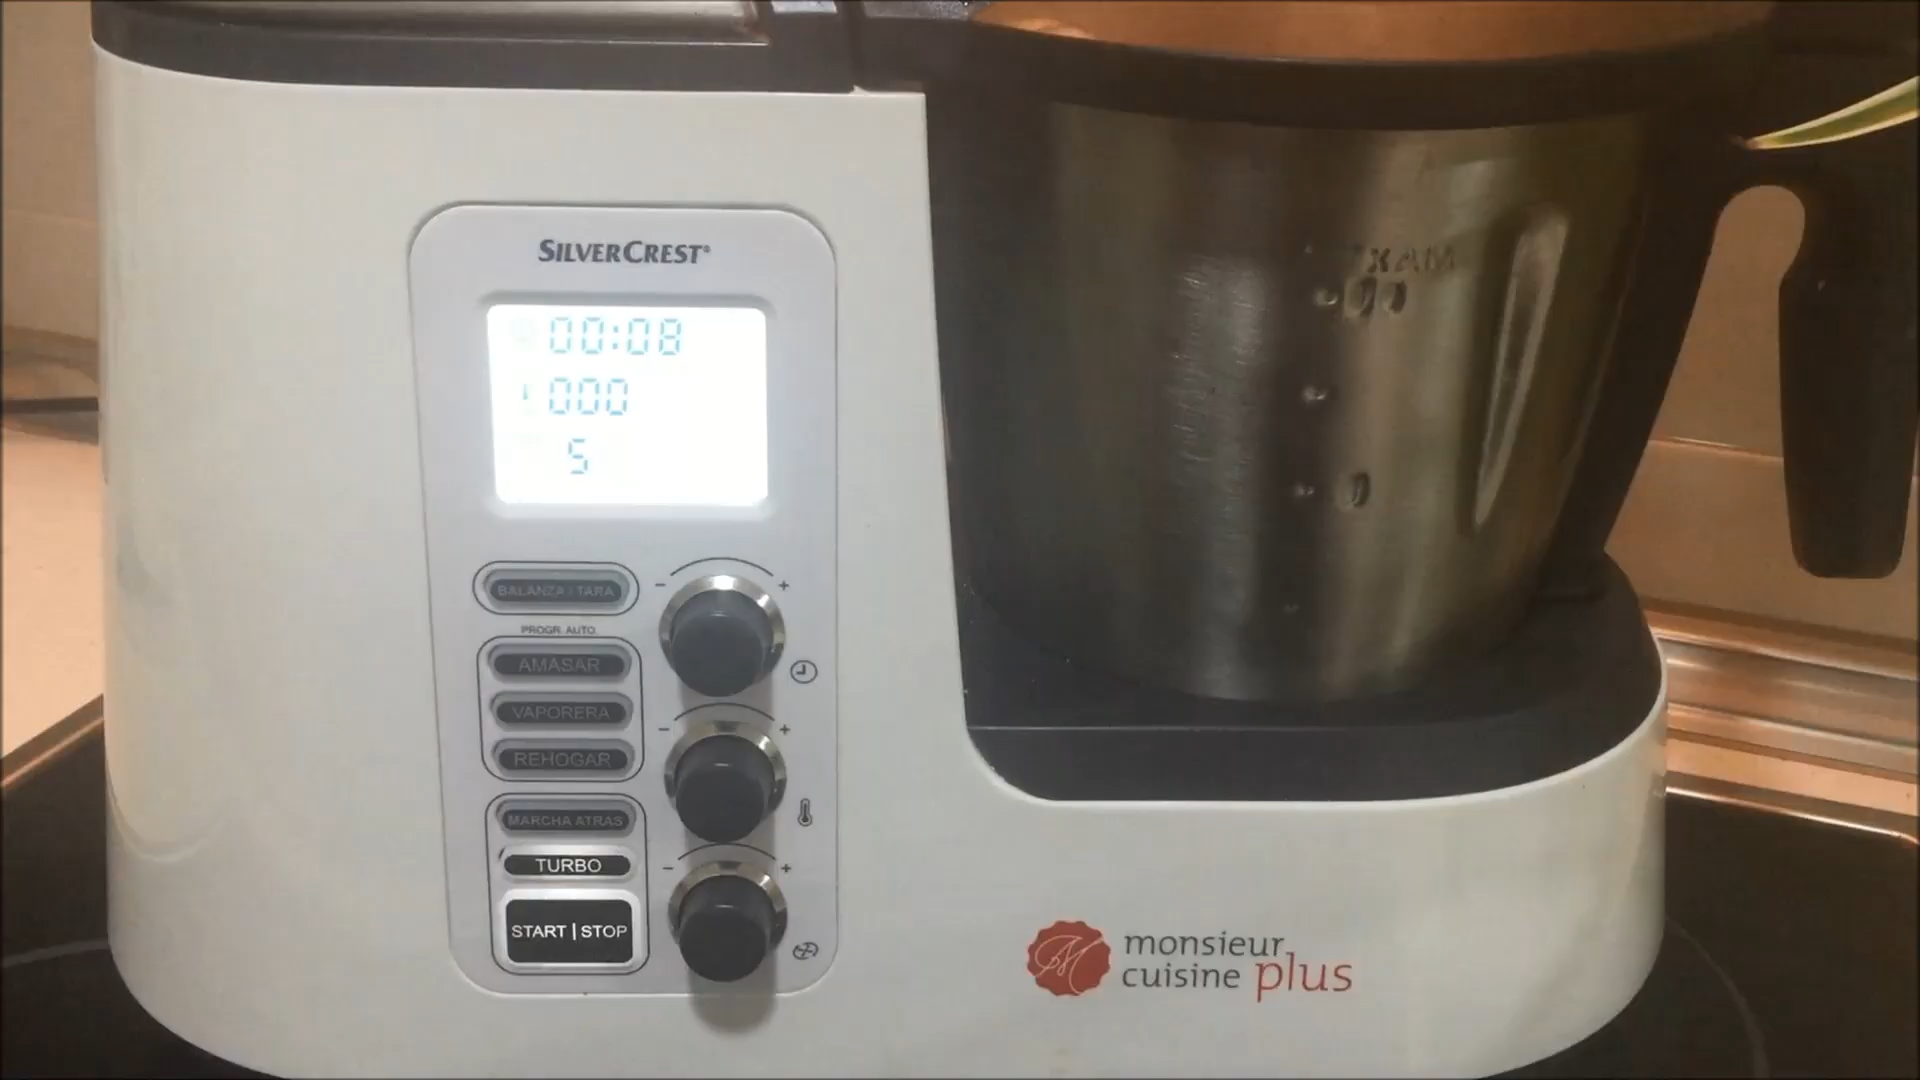 SILVERCREST®
00:08
000
5
BALANZA / TARA
PROGR. AUTO.
AMASAR
VAPORERA
REHOGAR
MARCHA ATRAS
TURBO
START | STOP
- +
- +
- +
monsieur
cuisine plus